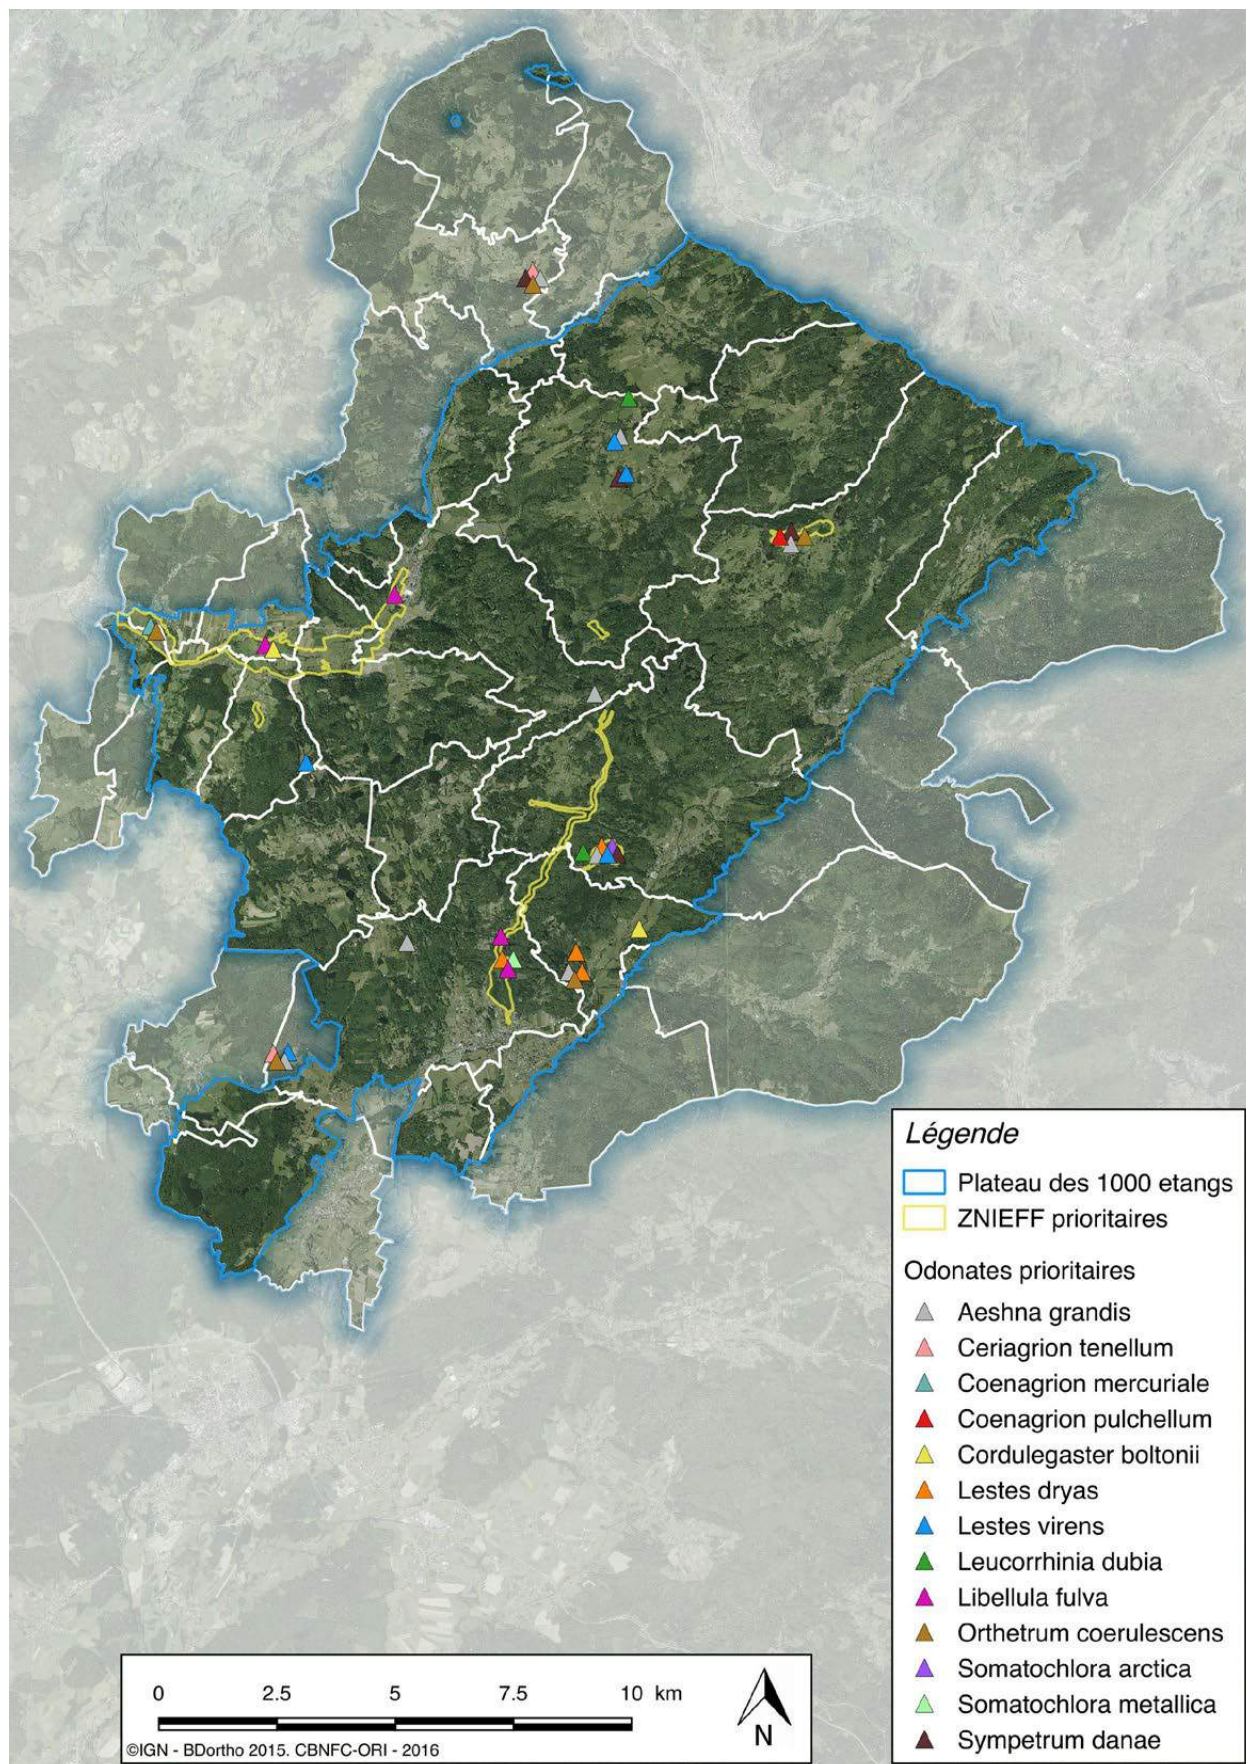 Légende
Plateau des 1000 etangs
ZNIEFF prioritaires
Odonates prioritaires
Aeshna grandis
Ceriagrion tenellum
Coenagrion mercuriale
Coenagrion pulchellum
Cordulegaster boltonii
Lestes dryas
Lestes virens
Leucorrhinia dubia
Libellula fulva
Orthetrum coerulescens
Somatochlora arctica
Somatochlora metallica
Sympetrum danae
0 2.5 5 7.5 10 km
N
©IGN - BDortho 2015. CBNFC-ORI - 2016